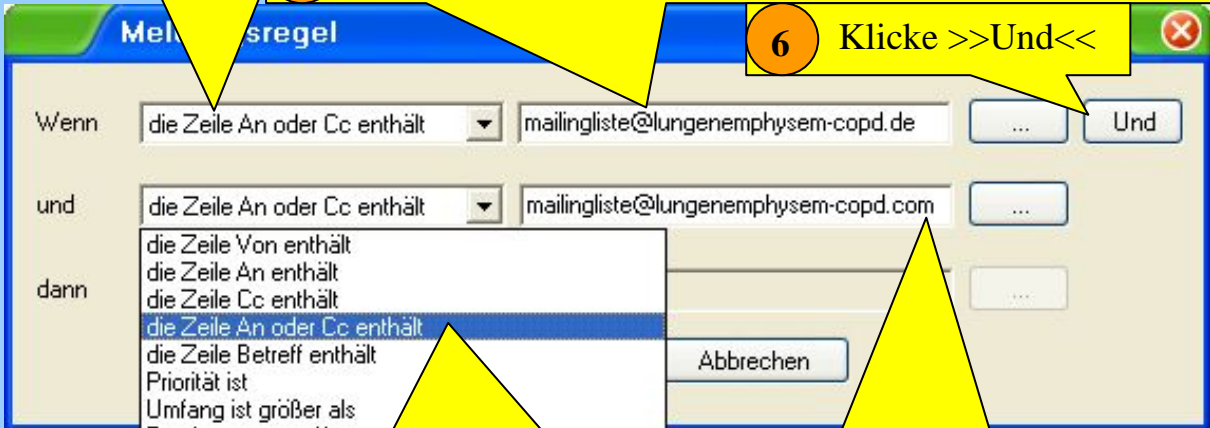 6 Klicke >>Und<<
Wenn die Zeile An oder Cc enthält mailingliste@lungenemphysem-copd.de ... Und
und die Zeile An oder Cc enthält mailingliste@lungenemphysem-copd.com ...
die Zeile Von enthält
die Zeile An enthält
dann ...
die Zeile Cc enthält
die Zeile An oder Cc enthält
die Zeile Betreff enthält
Abbrechen
Priorität ist
Umfang ist größer als